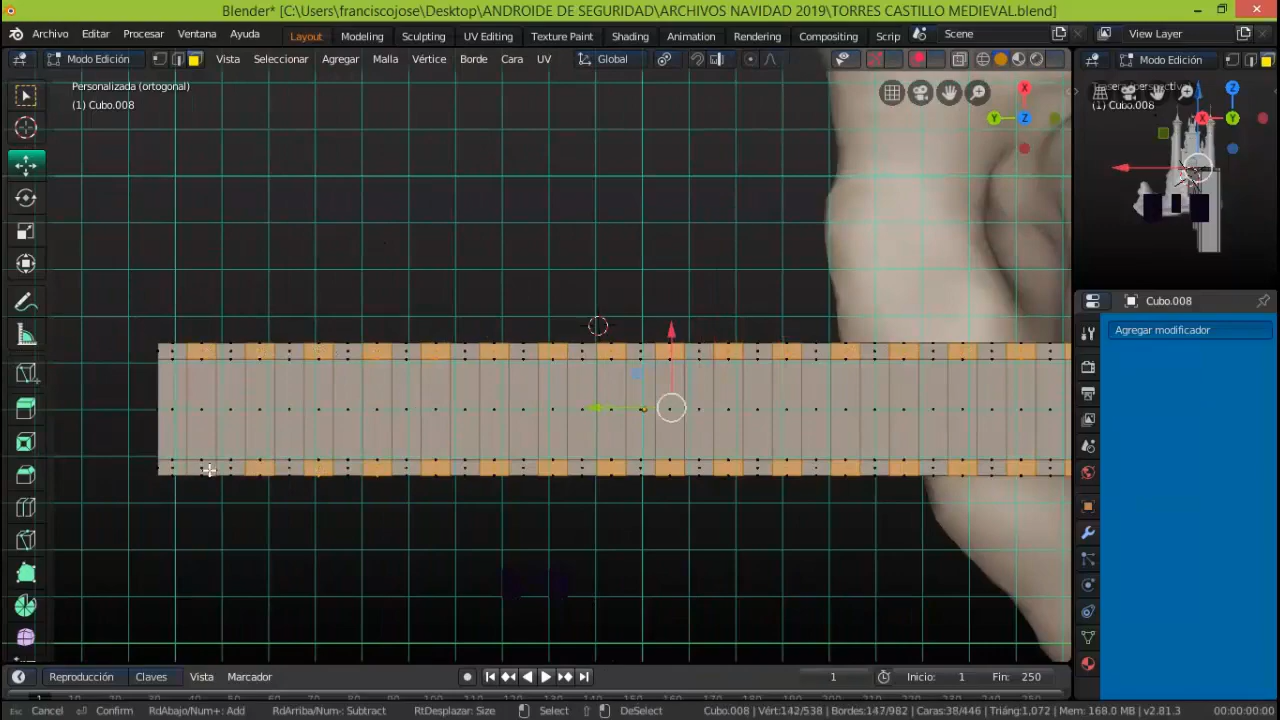 Blender* [C:\Users\franciscojose\Desktop\ANDROIDE DE SEGURIDAD\ARCHIVOS NAVIDAD 2019\TORRES CASTILLO MEDIEVAL.blend]
Archivo Editar Procesar Ventana Ayuda Layout Modeling Sculpting UV Editing Texture Paint Shading Animation Rendering Compositing Scrip Scene View Layer
Modo Edición Vista Seleccionar Agregar Malla Vértice Borde Cara UV Global Modo Edición
Personalizada (ortogonal)
(1) Cubo.008
(1) Cubo.008
X
Y Z
Z
X Y
Cubo.008
Agregar modificador
Reproducción Claves Vista Marcador 1 Inicio: 1 Fin: 250
Cancel Confirm RdAbajo/Num+: Add RdArriba/Num-: Subtract RtDesplazar: Size Select DeSelect Cubo.008 | Vért:142/538 | Bordes:147/982 | Caras:38/446 | Triáng:1,072 | Mem: 168.0 MB | v2.81.3 00:00:00:00